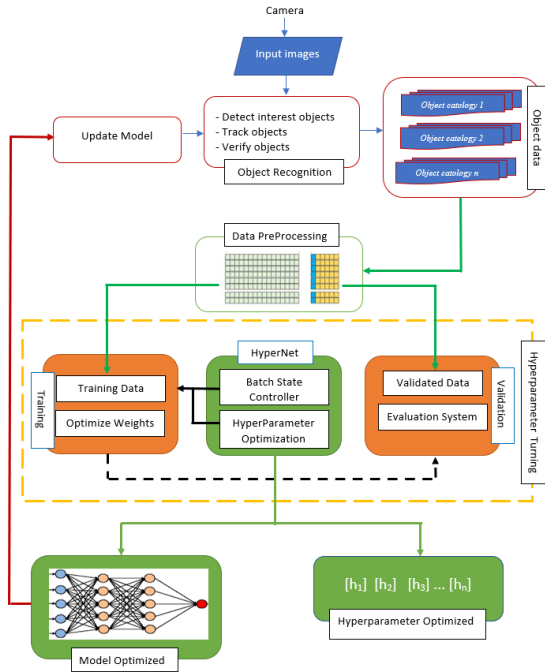 Camera
Input images
Update Model
- Detect interest objects
- Track objects
- Verify objects
Object Recognition
Object catology 1
Object catology 2
Object catology n
Object data
Data PreProcessing
HyperNet
Training
Training Data
Optimize Weights
Batch State
Controller
HyperParameter
Optimization
Validated Data
Evaluation System
Validation
Hyperparameter Turning
Model Optimized
[h1] [h2] [h3] ... [hn]
Hyperparameter Optimized